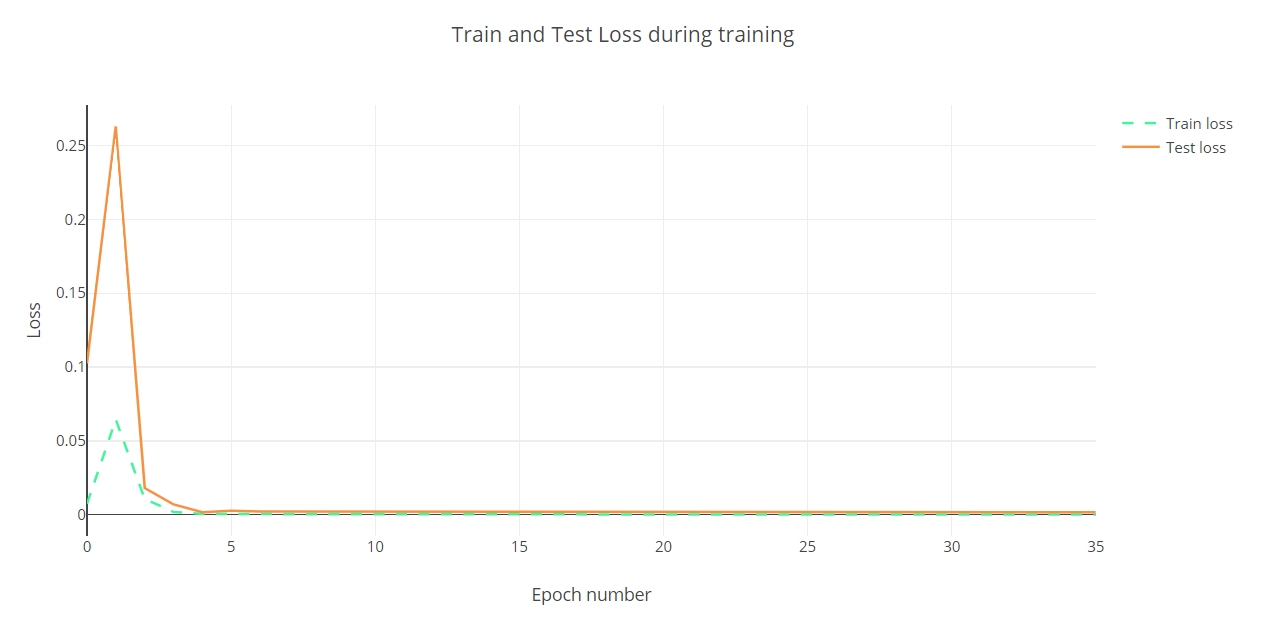 Train and Test Loss during training
Train loss
Test loss
0.25
0.2
0.15
0.1
0.05
0
Loss
0
5
10
15
20
25
30
35
Epoch number